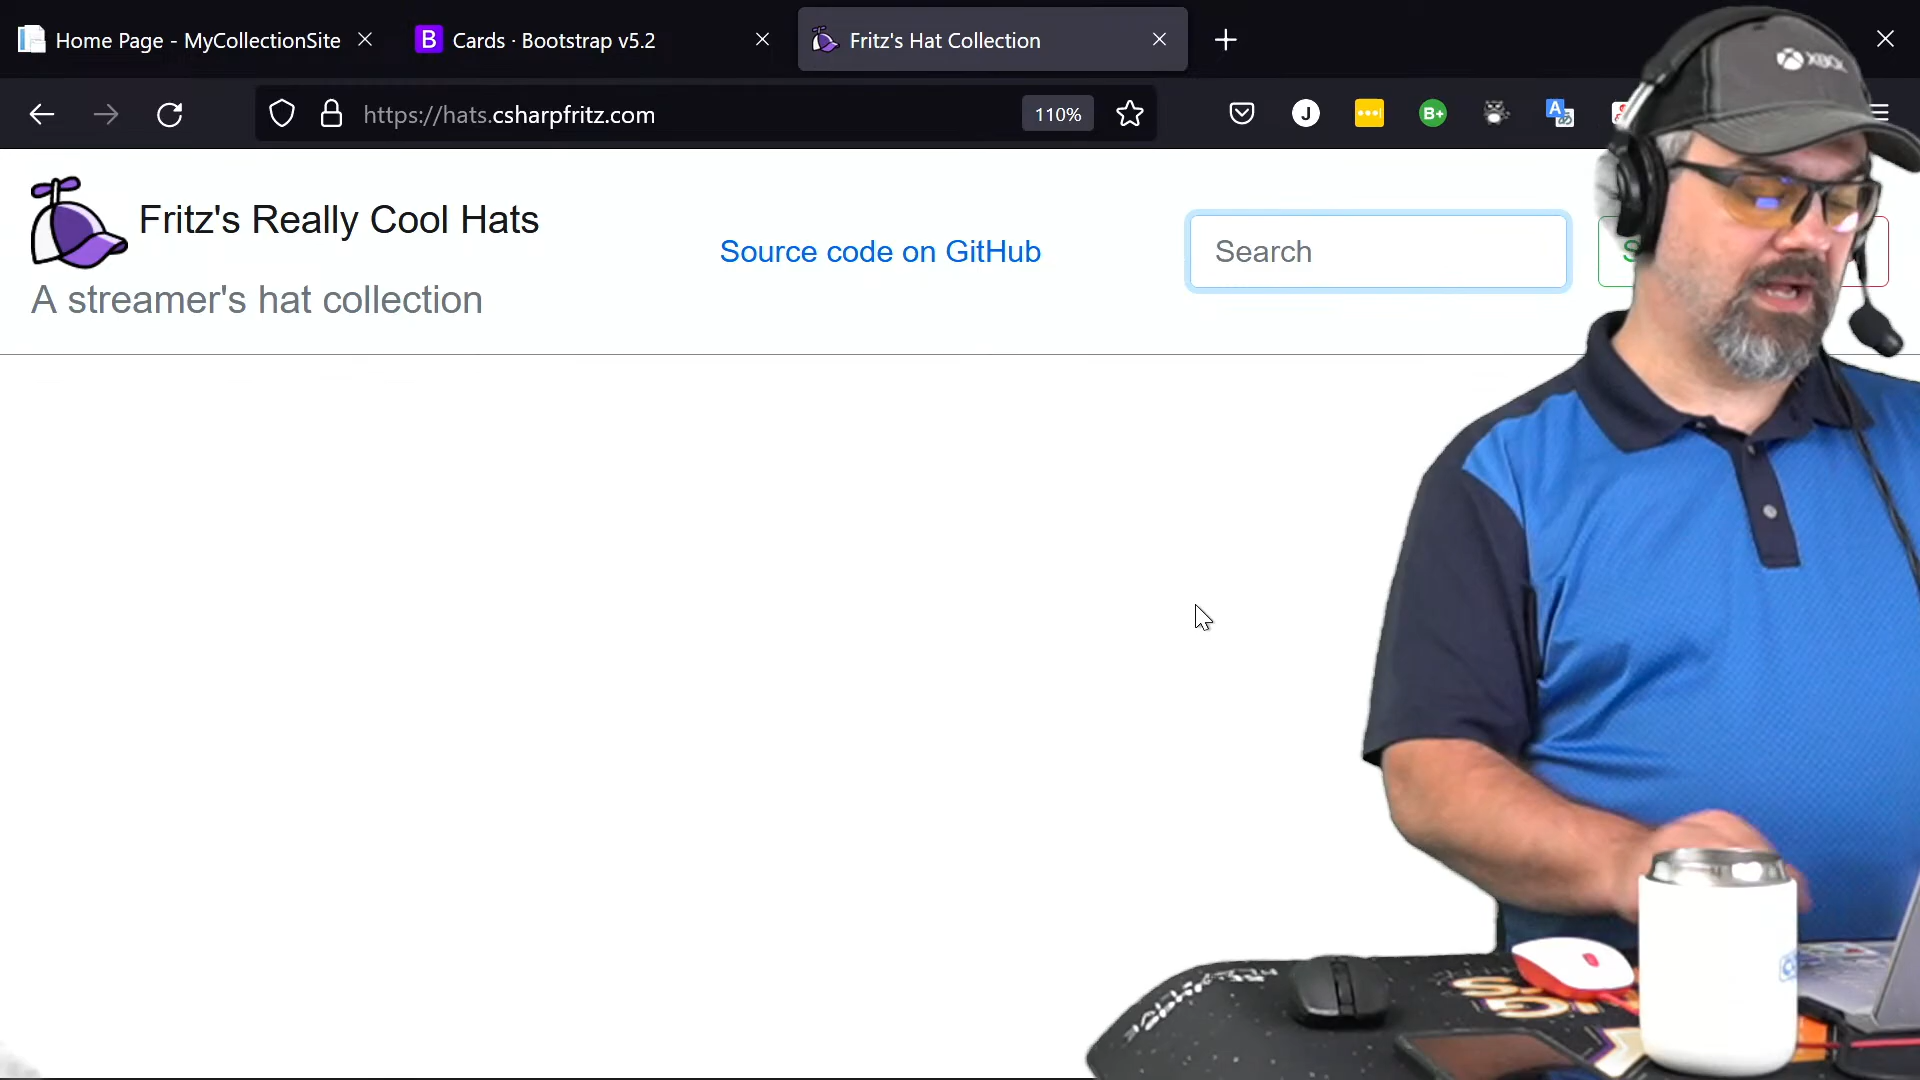 Home Page - MyCollectionSite
B Cards · Bootstrap v5.2
Fritz's Hat Collection
https://hats.csharpfritz.com
110%
J
B+
A
XBOX
Fritz's Really Cool Hats
A streamer's hat collection
Source code on GitHub
Search
S